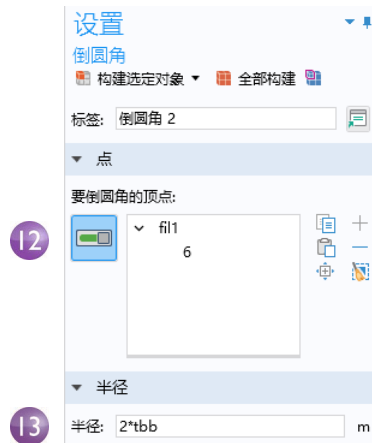 设置
倒圆角
构建选定对象 全部构建
标签: 倒圆角 2
点
要倒圆角的顶点:
12
fil1
6
半径
13 半径: 2*tbb m